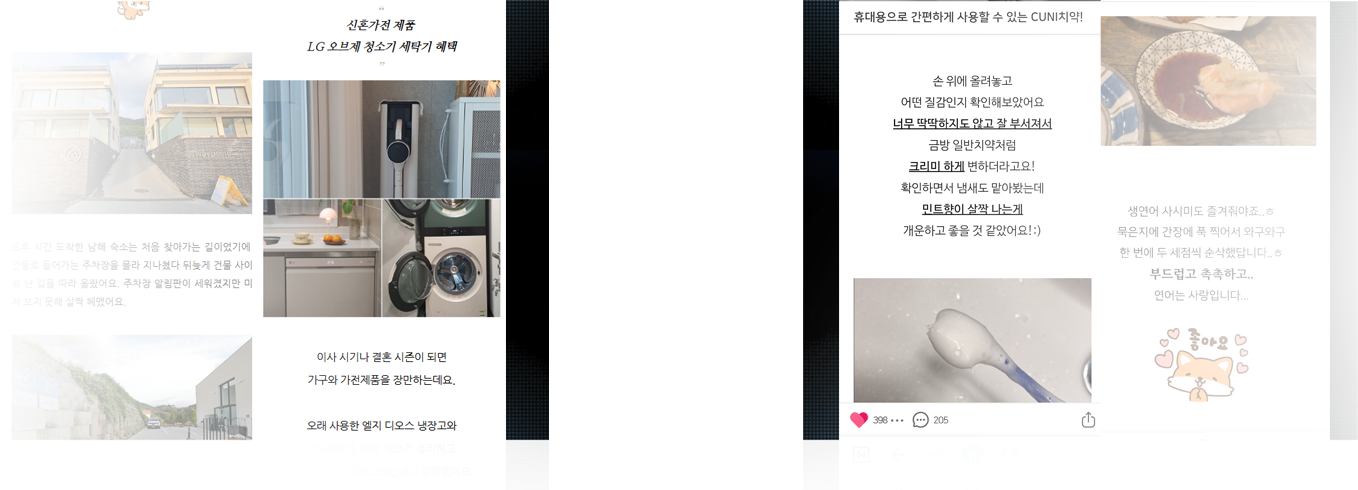 시간 도착한 남해 숙소는 처음 찾아가는 길이었기에
들어가는 주차장을 몰라 지나쳤다 뒤늦게 건물 사이
난 길을 따라 올랐어요. 주차장 알림판이 세워졌지만 미
보지 못해 살짝 헤맸어요.
“
신혼가전 제품
LG 오브제 청소기 세탁기 혜택
”
이사 시기나 결혼 시즌이 되면
가구와 가전제품을 장만하는데요.
오래 사용한 엘지 디오스 냉장고와
휴대용으로 간편하게 사용할 수 있는 CUNI치약!
손 위에 올려놓고
어떤 질감인지 확인해보았어요
너무 딱딱하지도 않고 잘 부서져서
금방 일반치약처럼
크리미 하게 변하더라고요!
확인하면서 냄새도 맡아봤는데
민트향이 살짝 나는게
개운하고 좋을 것 같았어요! :)
398 ··· 205
생연어 사시미도 즐겨줘야죠..ㅎ
묵은지에 간장에 푹 찍어서 와구와구
한 번에 두 세점씩 순삭했답니다..ㅎ
부드럽고 촉촉하고..
연어는 사랑입니다...
좋아요